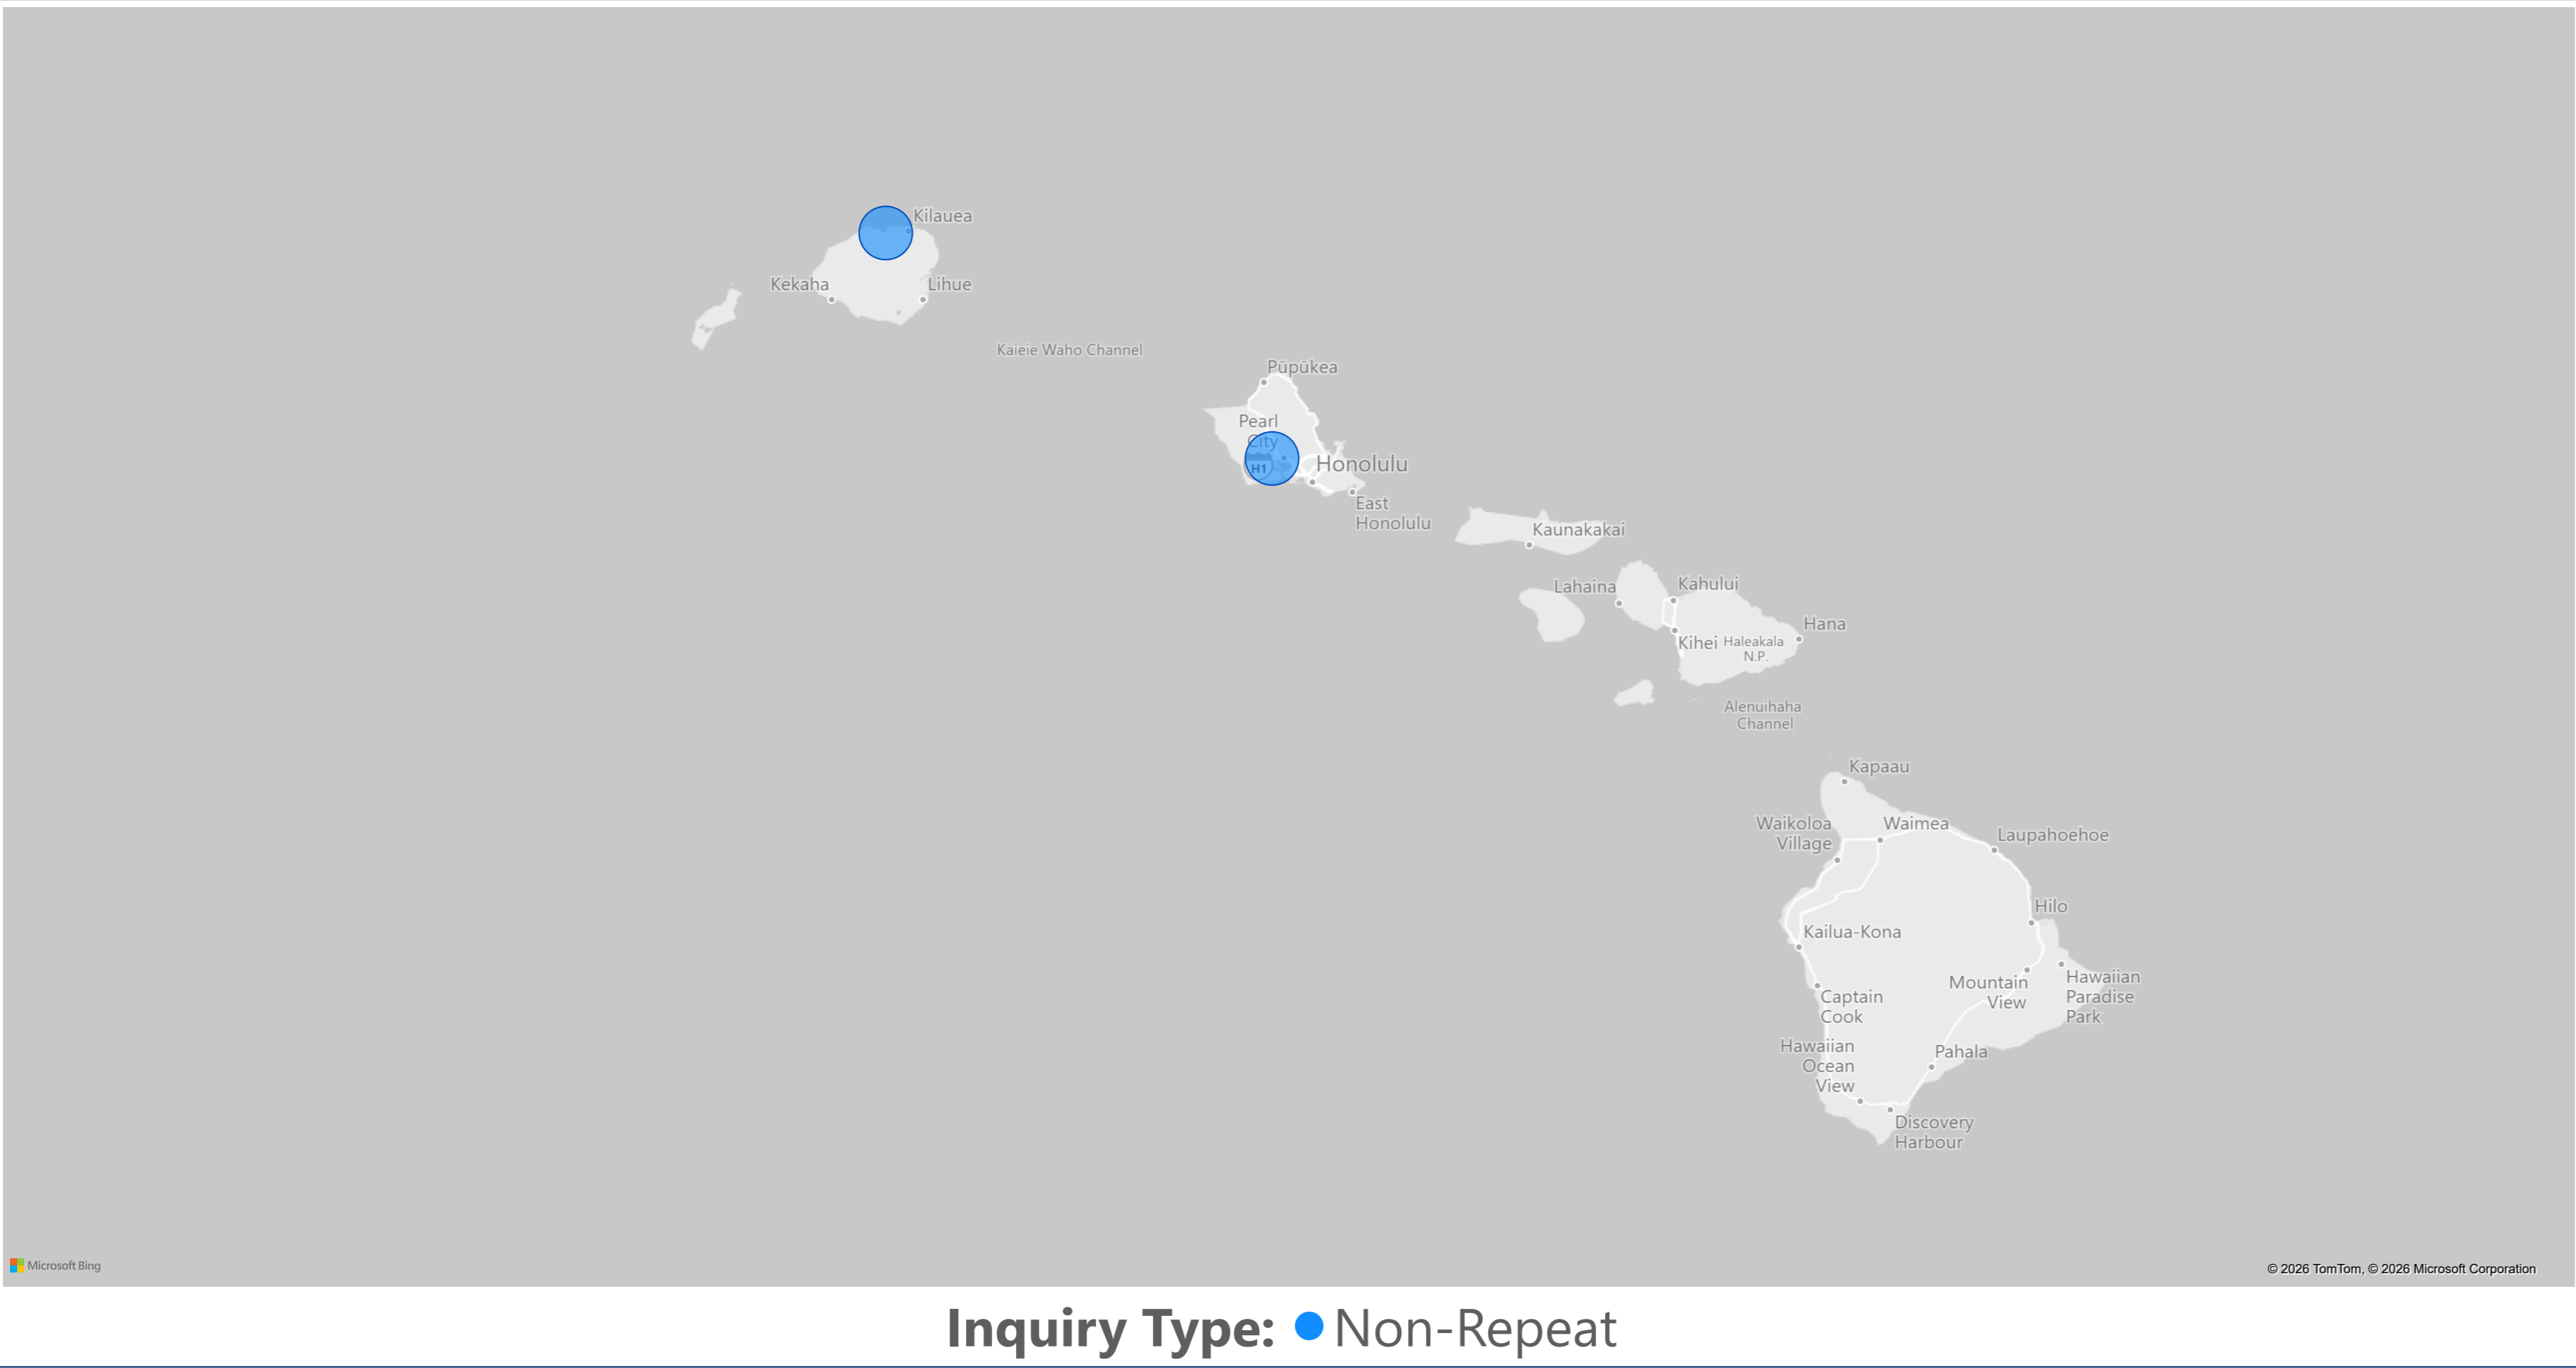 Kilauea
Kekaha
Lihue
Kaieie Waho Channel
Pūpūkea
Pearl
City
H1
Honolulu
East
Honolulu
Kaunakakai
Lahaina
Kahului
Hana
Kihei
Haleakala
N.P.
Alenuihaha
Channel
Kapaau
Waikoloa
Village
Waimea
Laupahoehoe
Hilo
Kailua-Kona
Mountain
View
Hawaiian
Paradise
Park
Captain
Cook
Hawaiian
Ocean
View
Pahala
Discovery
Harbour
Microsoft Bing
© 2026 TomTom, © 2026 Microsoft Corporation
Inquiry Type: Non-Repeat